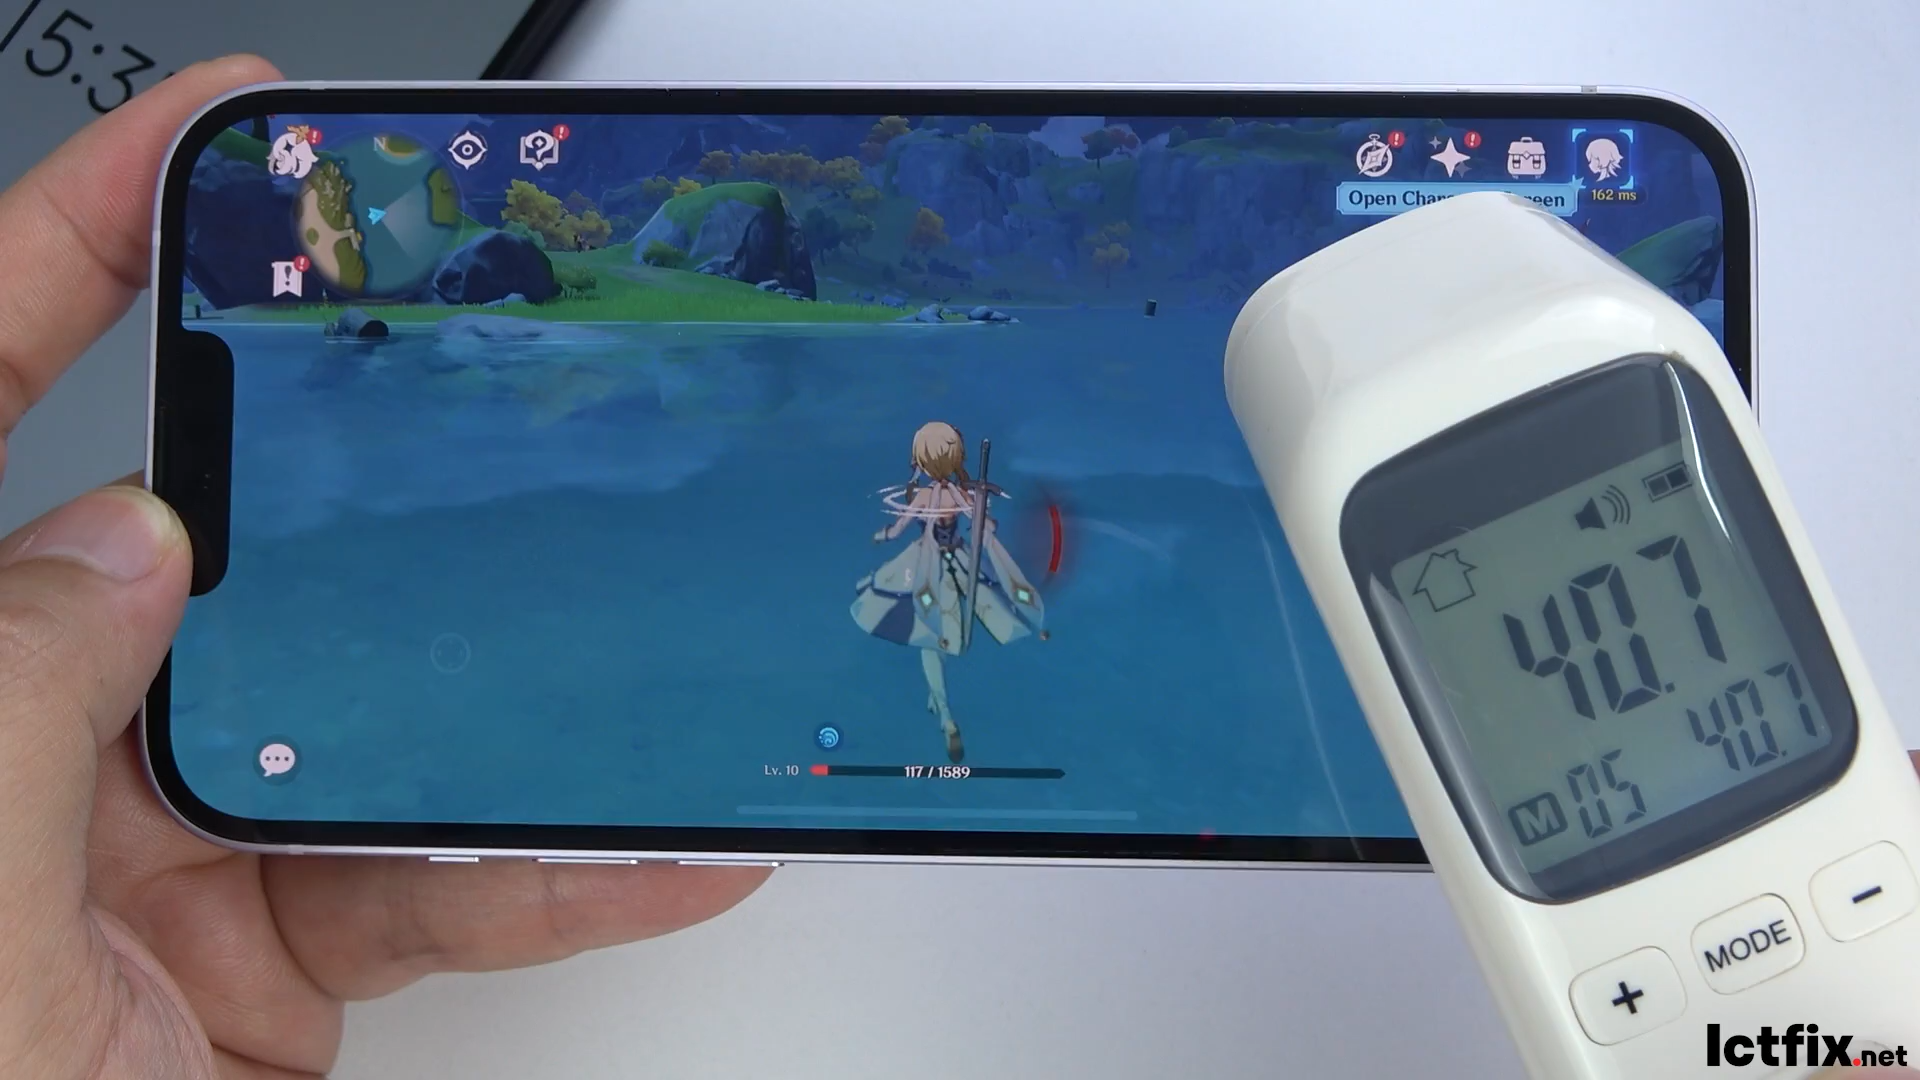 15:3
N
162 ms
Open Char een
40.7
40.7
M 05
Lv. 10 117 / 1589
+ MODE -
Ictfix.net